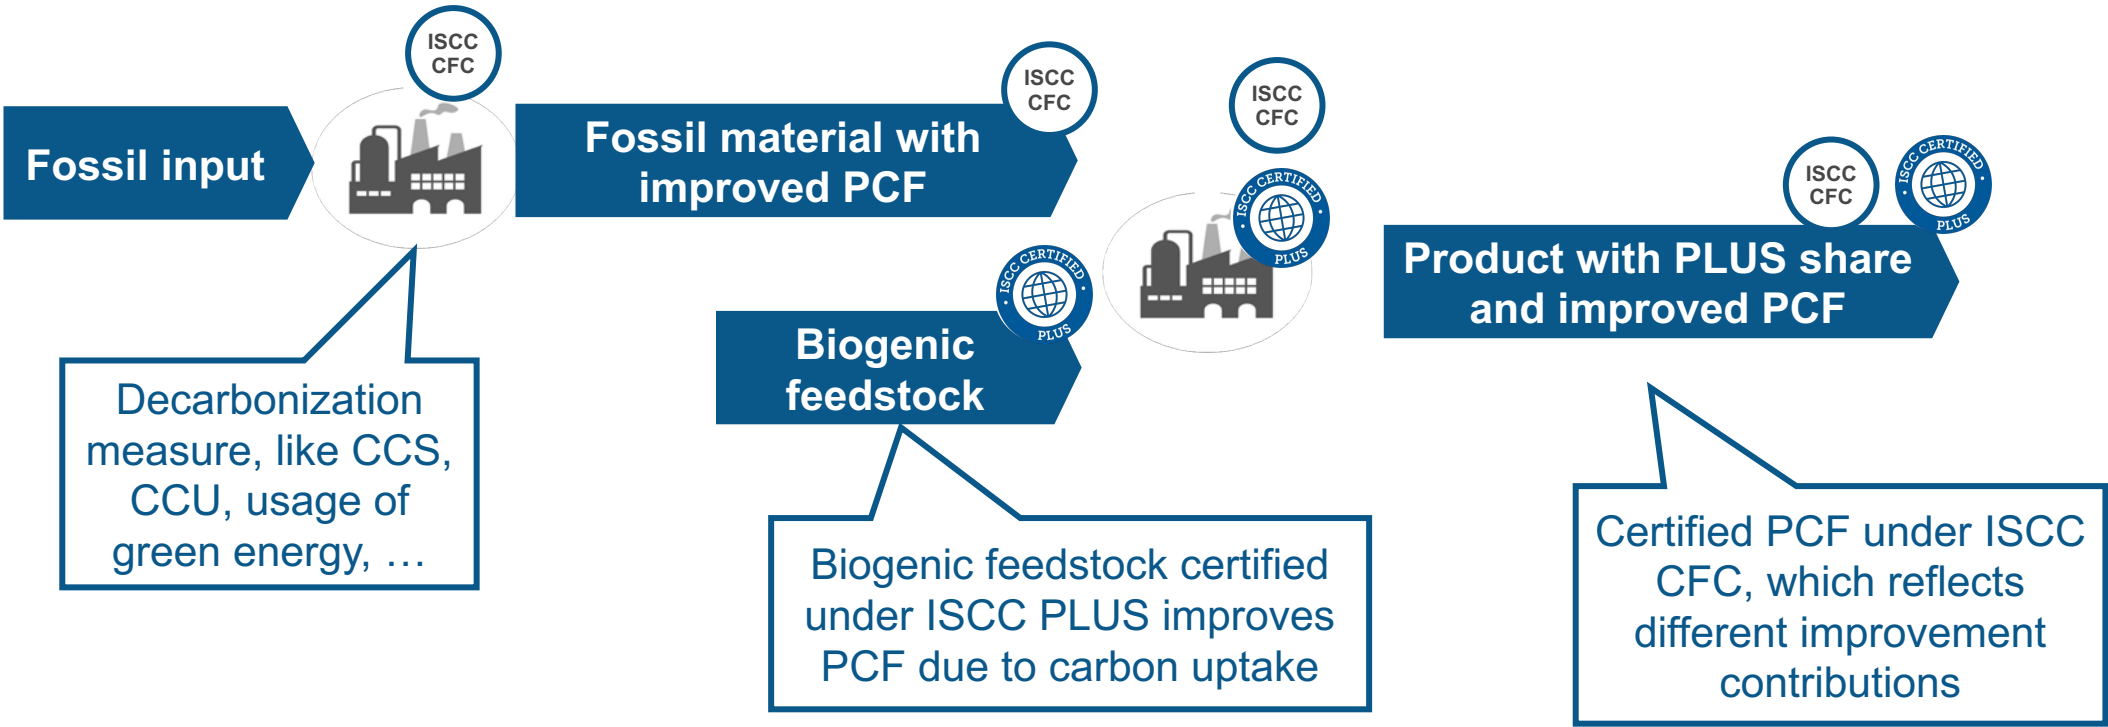 ISCC
CFC
Fossil input
Fossil material with
improved PCF
ISCC
CFC
ISCC
CFC
ISCC CERTIFIED
PLUS
Biogenic
feedstock
ISCC CERTIFIED
PLUS
Product with PLUS share
and improved PCF
ISCC
CFC
ISCC CERTIFIED
PLUS
Decarbonization
measure, like CCS,
CCU, usage of
green energy, …
Biogenic feedstock certified
under ISCC PLUS improves
PCF due to carbon uptake
Certified PCF under ISCC
CFC, which reflects
different improvement
contributions